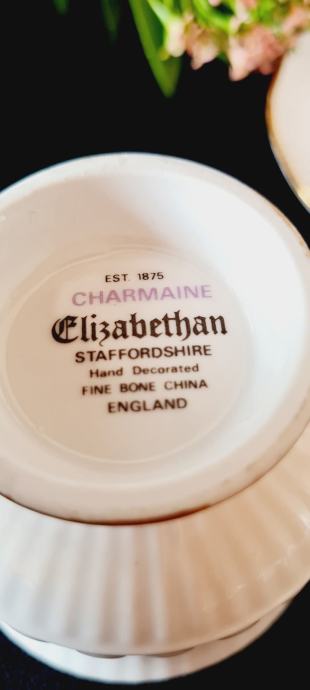 EST. 1875
CHARMAINE
Elizabethan
STAFFORDSHIRE
Hand Decorated
FINE BONE CHINA
ENGLAND